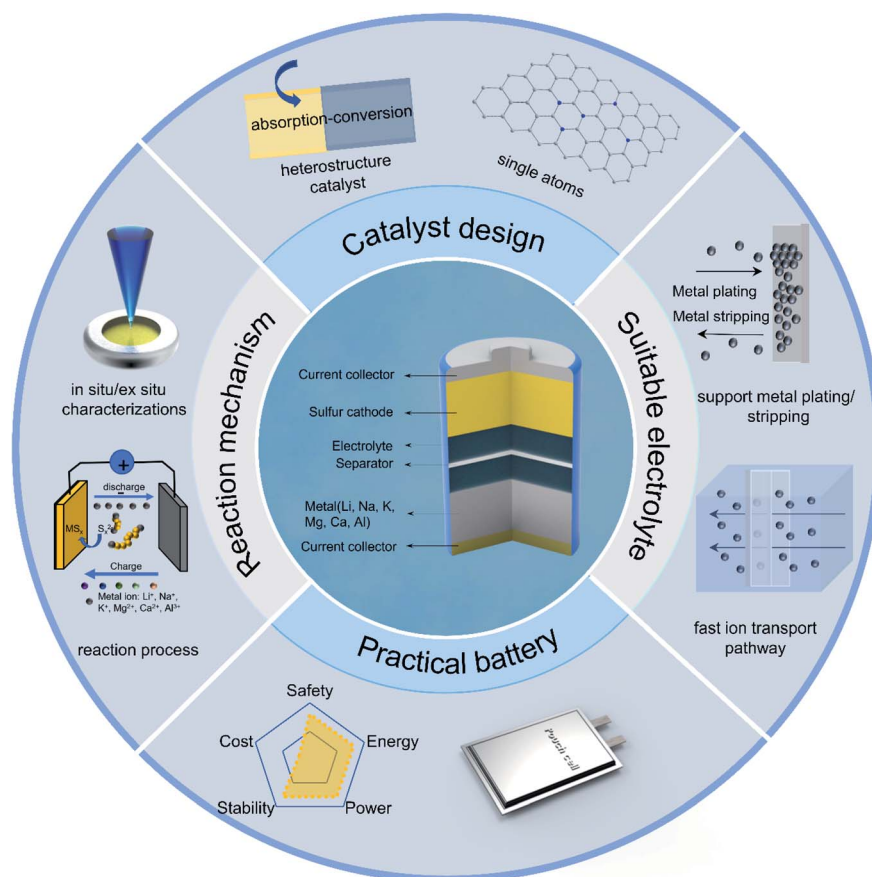 absorption-conversion
heterostructure
catalyst
single atoms
Catalyst design
Reaction mechanism
Suitable electrolyte
Practical battery
in situ/ex situ
characterizations
discharge
MSₓ
Charge
Metal ion: Li⁺, Na⁺,
K⁺, Mg²⁺, Ca²⁺, Al³⁺
reaction process
Current collector
Sulfur cathode
Electrolyte
Separator
Metal(Li, Na, K,
Mg, Ca, Al)
Current collector
Metal plating
Metal stripping
support metal plating/
stripping
fast ion transport
pathway
Safety
Cost
Energy
Stability
Power
Pouch cell